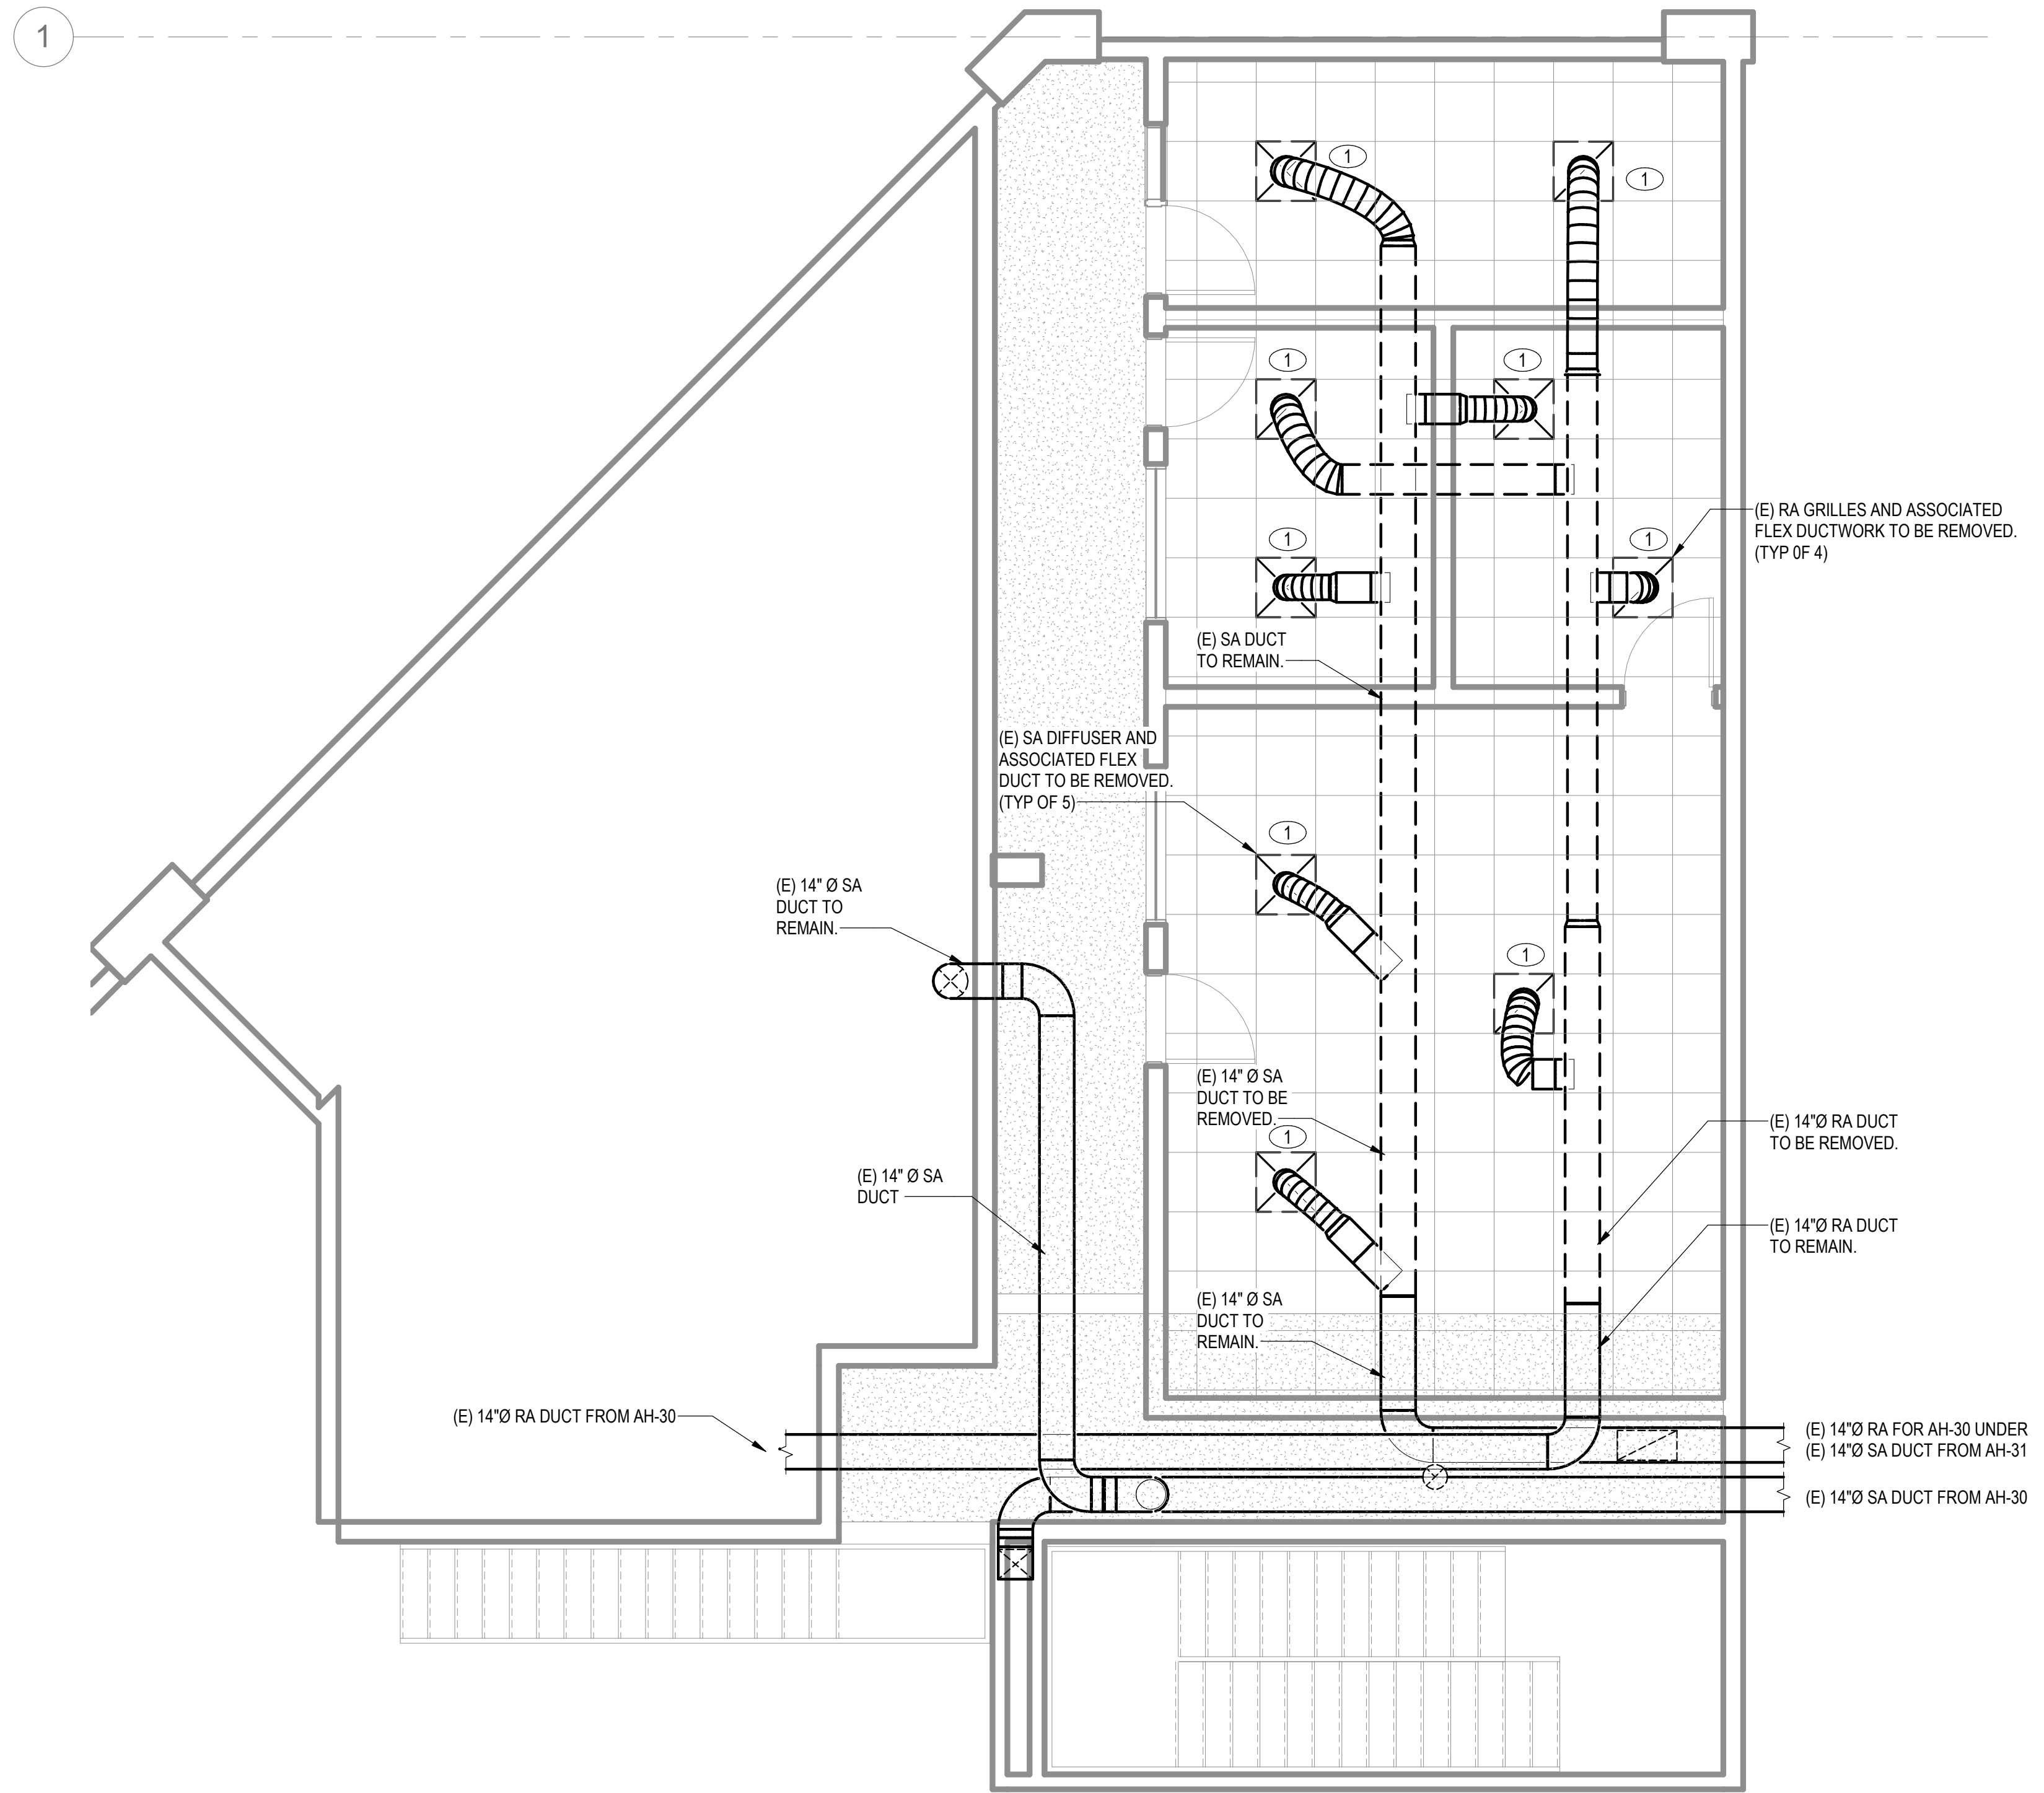 1
1
1
1
1
(E) RA GRILLES AND ASSOCIATED
FLEX DUCTWORK TO BE REMOVED.
(TYP 0F 4)
1
1
(E) SA DUCT
TO REMAIN.
(E) SA DIFFUSER AND
ASSOCIATED FLEX
DUCT TO BE REMOVED.
(TYP OF 5)
1
(E) 14" Ø SA
DUCT TO
REMAIN.
1
(E) 14" Ø SA
DUCT TO BE
REMOVED.
1
(E) 14"Ø RA DUCT
TO BE REMOVED.
(E) 14" Ø SA
DUCT
(E) 14"Ø RA DUCT
TO REMAIN.
(E) 14" Ø SA
DUCT TO
REMAIN.
(E) 14"Ø RA DUCT FROM AH-30
(E) 14"Ø RA FOR AH-30 UNDER
(E) 14"Ø SA DUCT FROM AH-31
(E) 14"Ø SA DUCT FROM AH-30